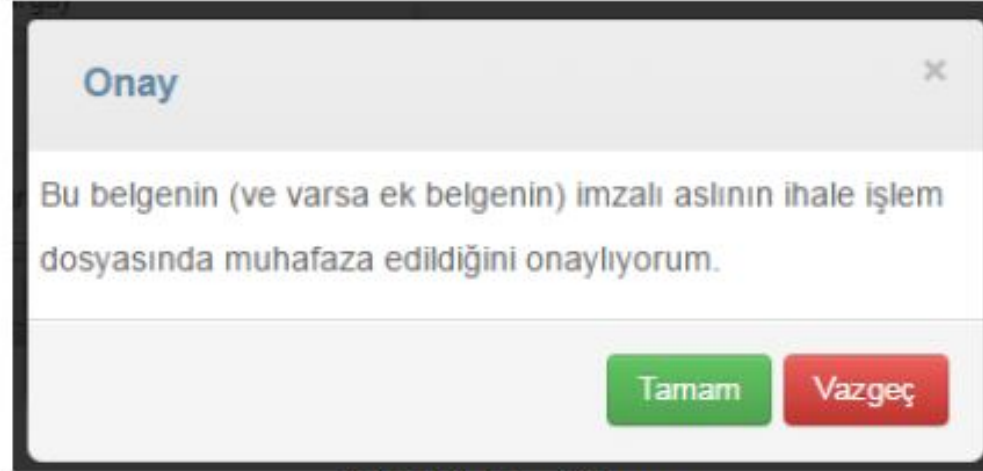 Onay
×
Bu belgenin (ve varsa ek belgenin) imzalı aslının ihale işlem
dosyasında muhafaza edildiğini onaylıyorum.
Tamam
Vazgeç